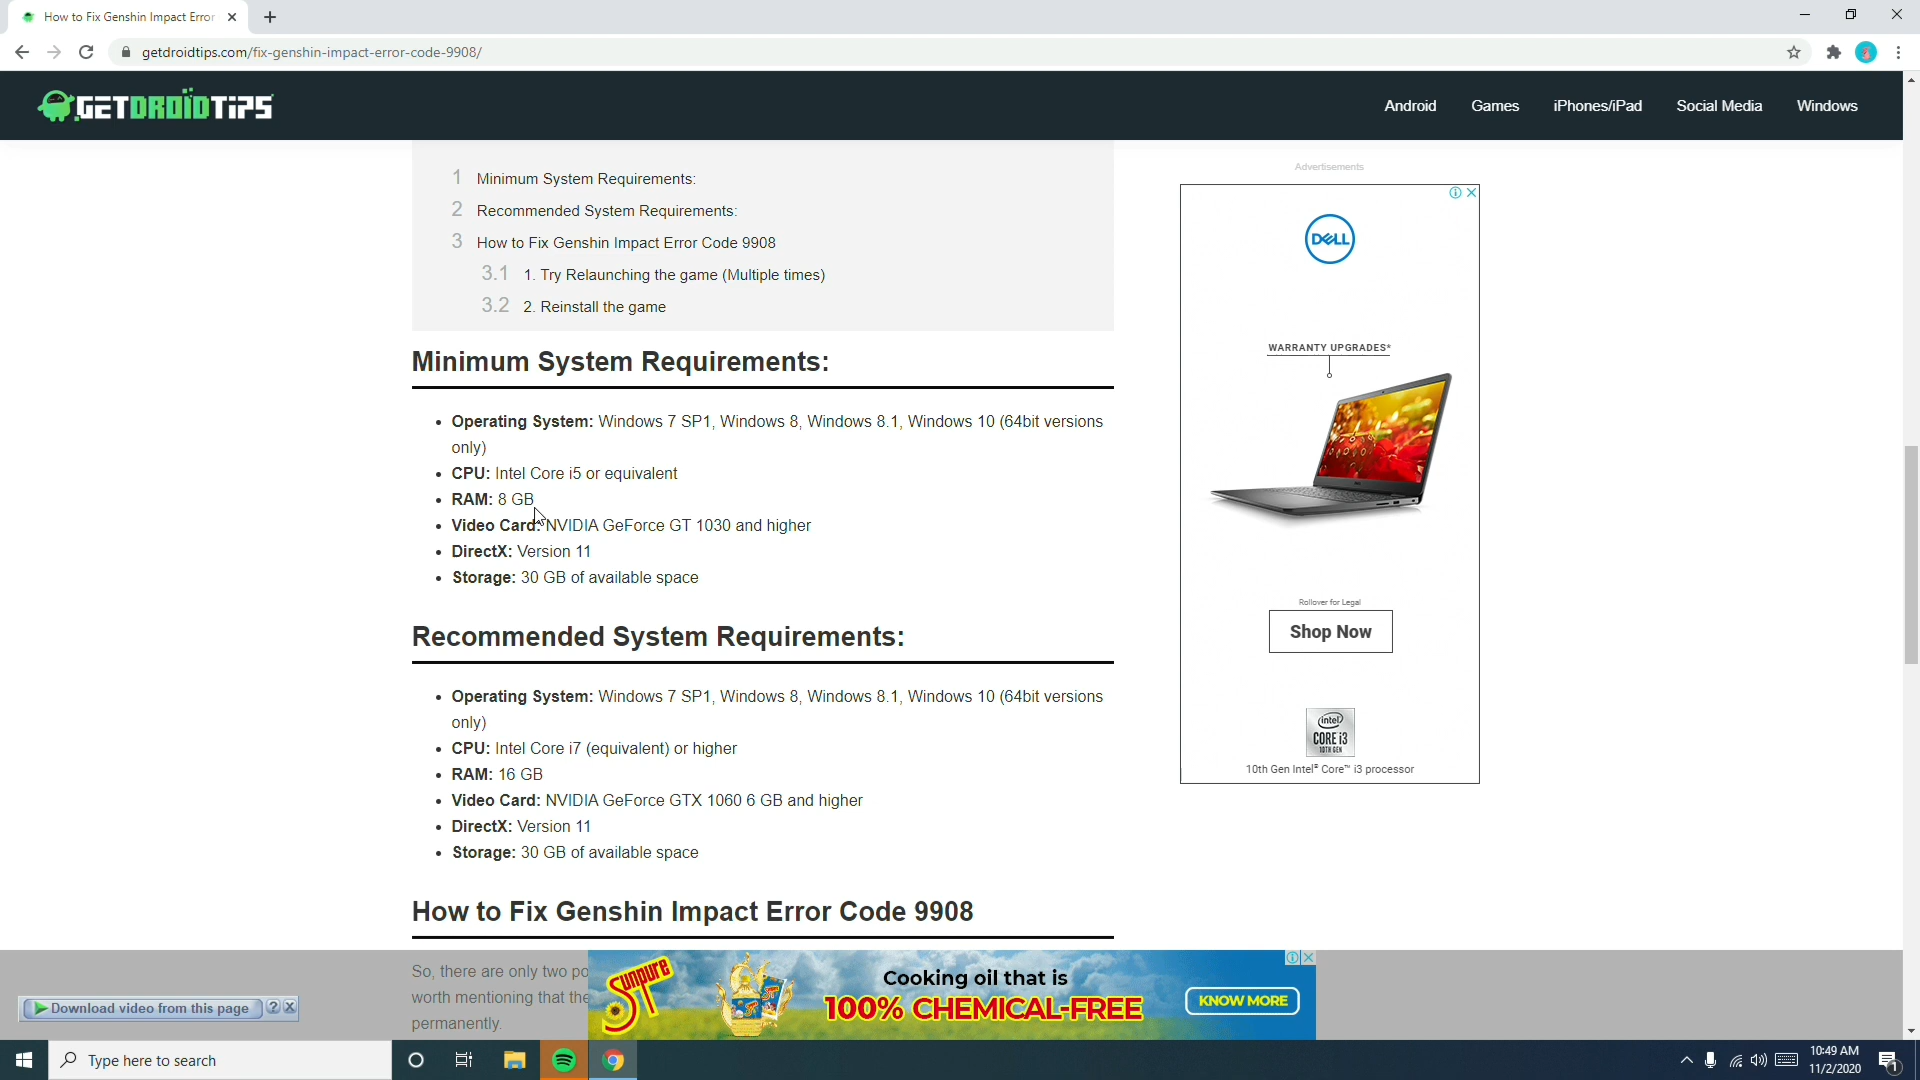 How to Fix Genshin Impact Error
getdroidtips.com/fix-genshin-impact-error-code-9908/
GETDROIDTIPS
Android Games iPhones/iPad Social Media Windows
1 Minimum System Requirements:
2 Recommended System Requirements:
3 How to Fix Genshin Impact Error Code 9908
3.1 1. Try Relaunching the game (Multiple times)
3.2 2. Reinstall the game
Minimum System Requirements:
• Operating System: Windows 7 SP1, Windows 8, Windows 8.1, Windows 10 (64bit versions
only)
• CPU: Intel Core i5 or equivalent
• RAM: 8 GB
• Video Card: NVIDIA GeForce GT 1030 and higher
• DirectX: Version 11
• Storage: 30 GB of available space
Recommended System Requirements:
• Operating System: Windows 7 SP1, Windows 8, Windows 8.1, Windows 10 (64bit versions
only)
• CPU: Intel Core i7 (equivalent) or higher
• RAM: 16 GB
• Video Card: NVIDIA GeForce GTX 1060 6 GB and higher
• DirectX: Version 11
• Storage: 30 GB of available space
How to Fix Genshin Impact Error Code 9908
So, there are only two po
worth mentioning that the
permanently.
Advertisements
DELL
WARRANTY UPGRADES*
Rollover for Legal
Shop Now
intel
CORE i3
10TH GEN
10th Gen Intel® Core™ i3 processor
Sunpure
Cooking oil that is
100% CHEMICAL-FREE
KNOW MORE
Download video from this page
Type here to search
10:49 AM
11/2/2020
1